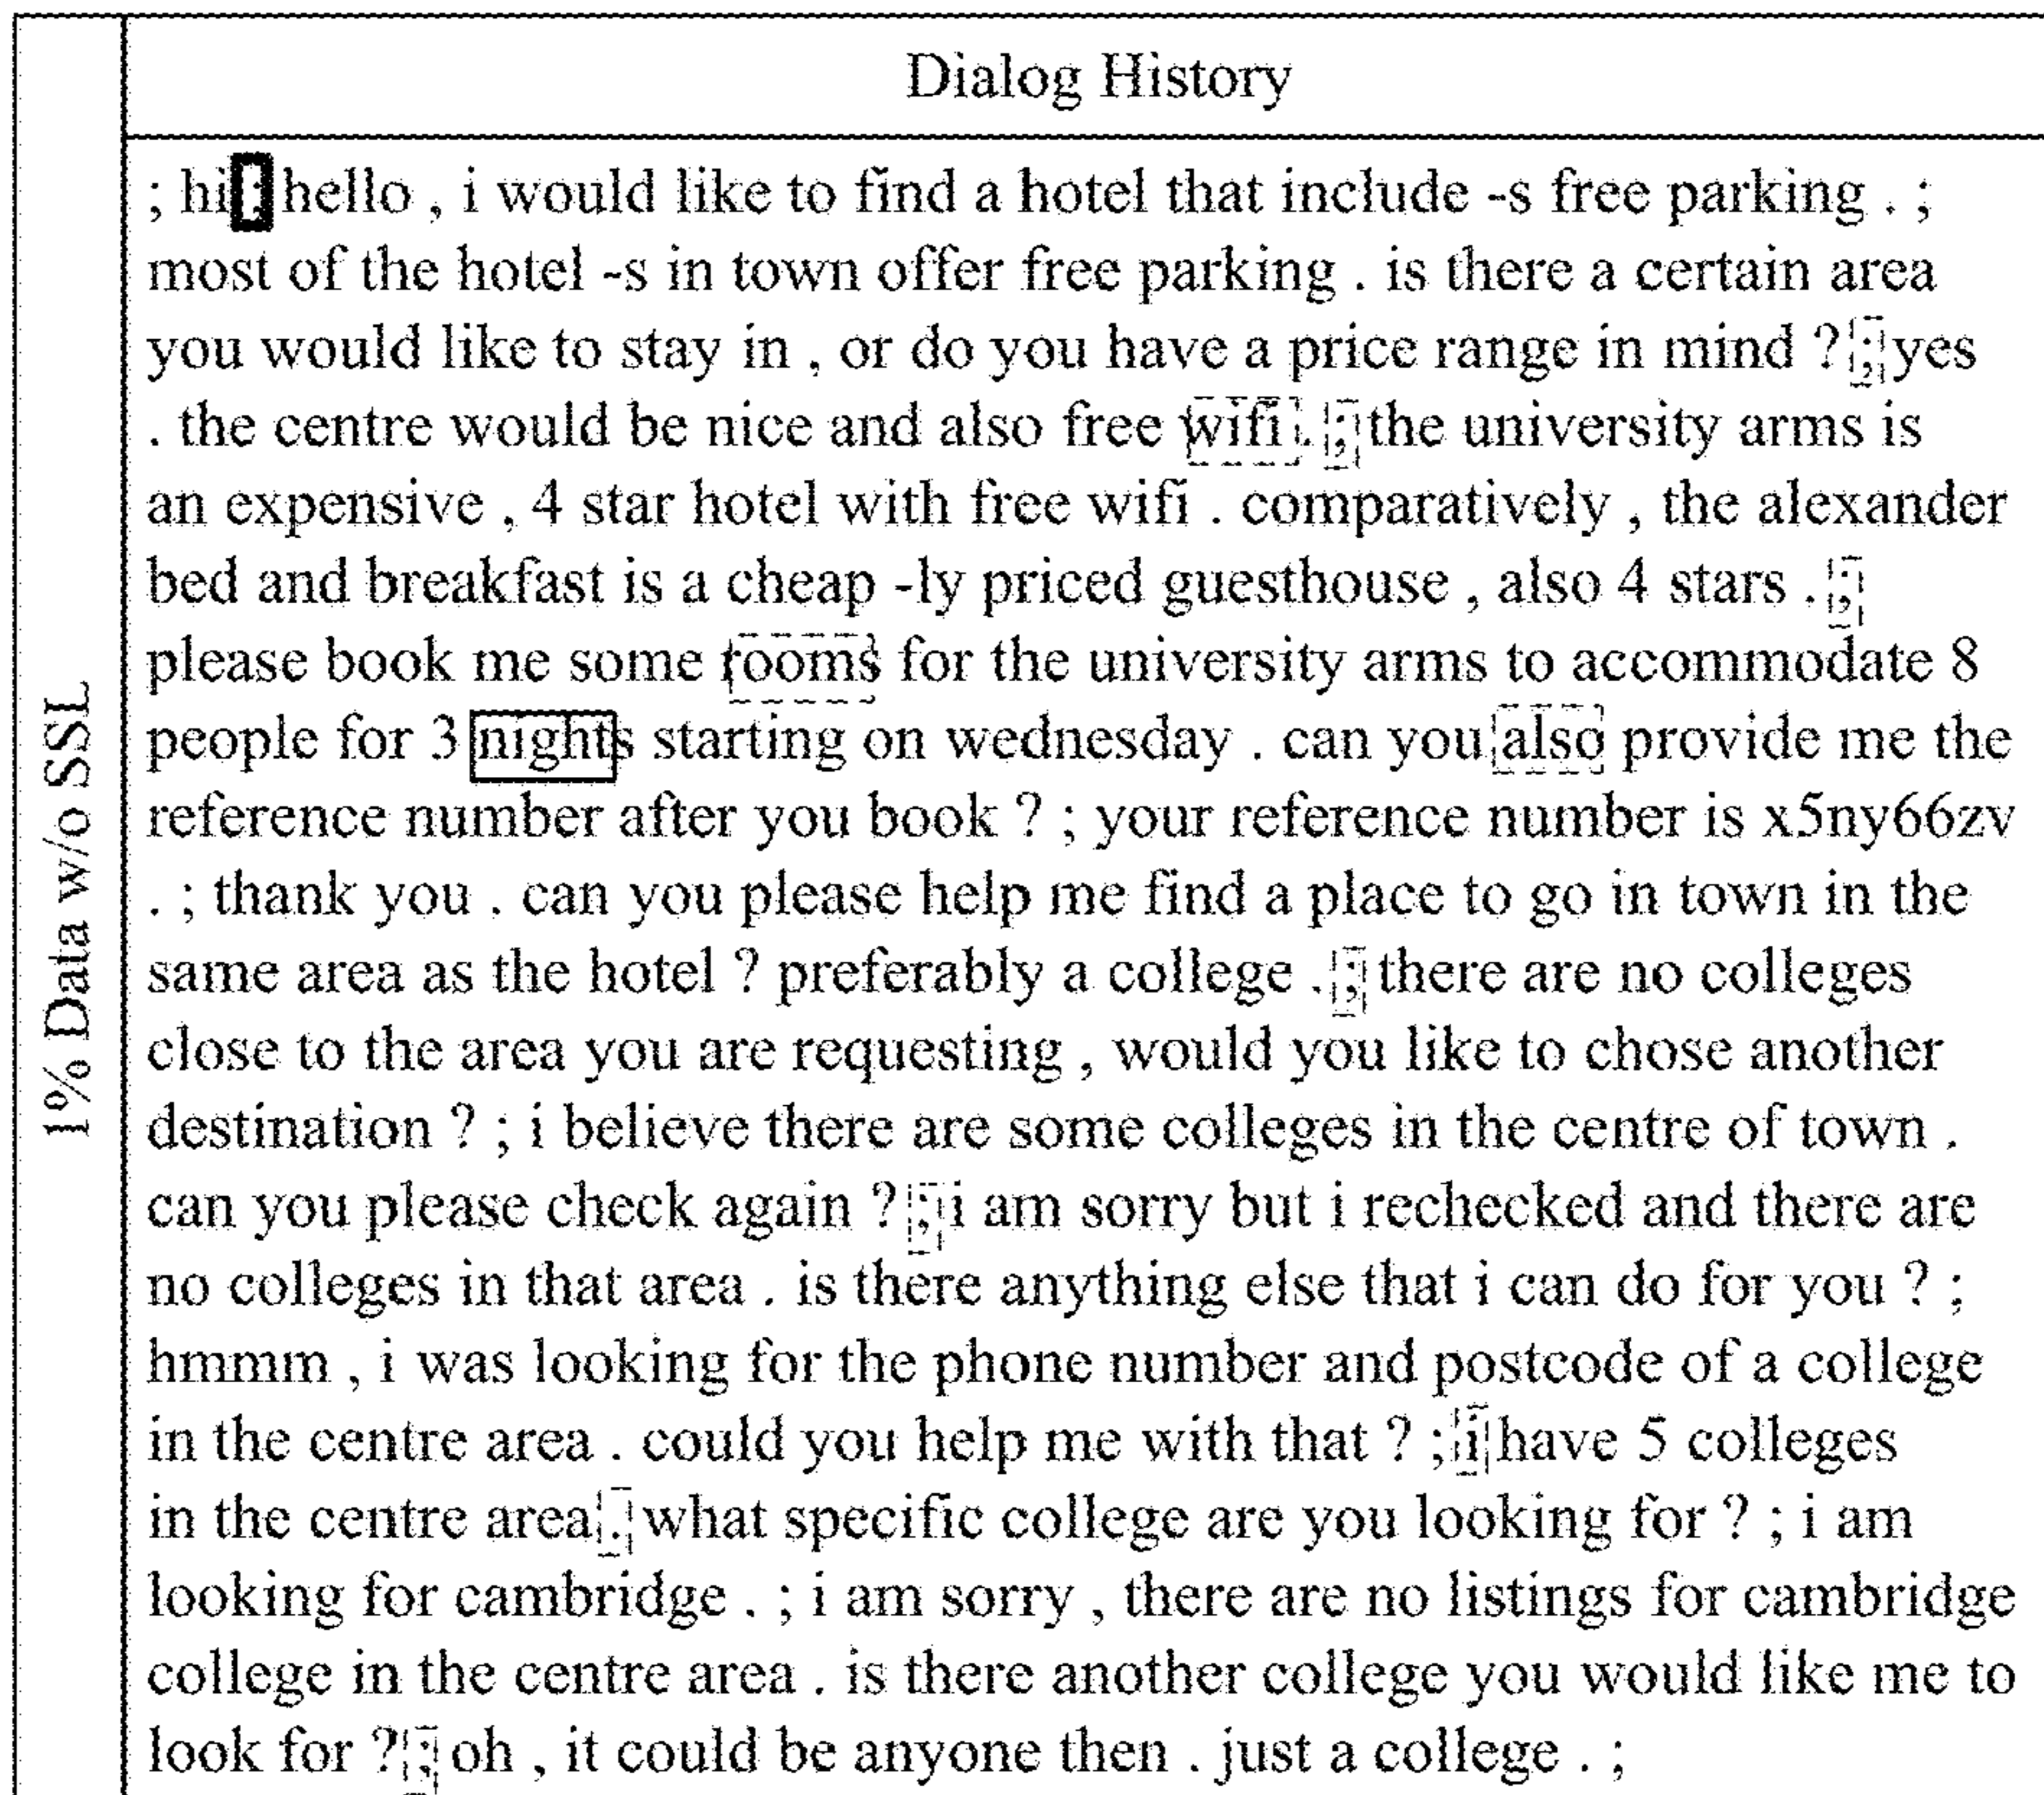 Dialog History
1% Data w/o SSL
; hi ; hello , i would like to find a hotel that include -s free parking . ;
most of the hotel -s in town offer free parking . is there a certain area
you would like to stay in , or do you have a price range in mind ? ; yes
. the centre would be nice and also free wifi . ; the university arms is
an expensive , 4 star hotel with free wifi . comparatively , the alexander
bed and breakfast is a cheap -ly priced guesthouse , also 4 stars . ;
please book me some rooms for the university arms to accommodate 8
people for 3 nights starting on wednesday . can you also provide me the
reference number after you book ? ; your reference number is x5ny66zv
. ; thank you . can you please help me find a place to go in town in the
same area as the hotel ? preferably a college . ; there are no colleges
close to the area you are requesting , would you like to chose another
destination ? ; i believe there are some colleges in the centre of town .
can you please check again ? ; i am sorry but i rechecked and there are
no colleges in that area . is there anything else that i can do for you ? ;
hmmm , i was looking for the phone number and postcode of a college
in the centre area . could you help me with that ? ; i have 5 colleges
in the centre area . what specific college are you looking for ? ; i am
looking for cambridge . ; i am sorry , there are no listings for cambridge
college in the centre area . is there another college you would like me to
look for ? ; oh , it could be anyone then . just a college . ;